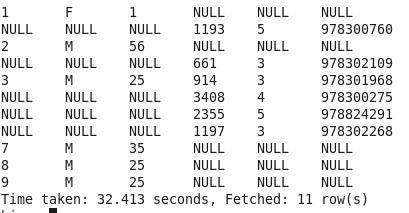 1 F 1 NULL NULL NULL
NULL NULL NULL 1193 5 978300760
2 M 56 NULL NULL NULL
NULL NULL NULL 661 3 978302109
3 M 25 914 3 978301968
NULL NULL NULL 3408 4 978300275
NULL NULL NULL 2355 5 978824291
NULL NULL NULL 1197 3 978302268
7 M 35 NULL NULL NULL
8 M 25 NULL NULL NULL
9 M 25 NULL NULL NULL
Time taken: 32.413 seconds, Fetched: 11 row(s)